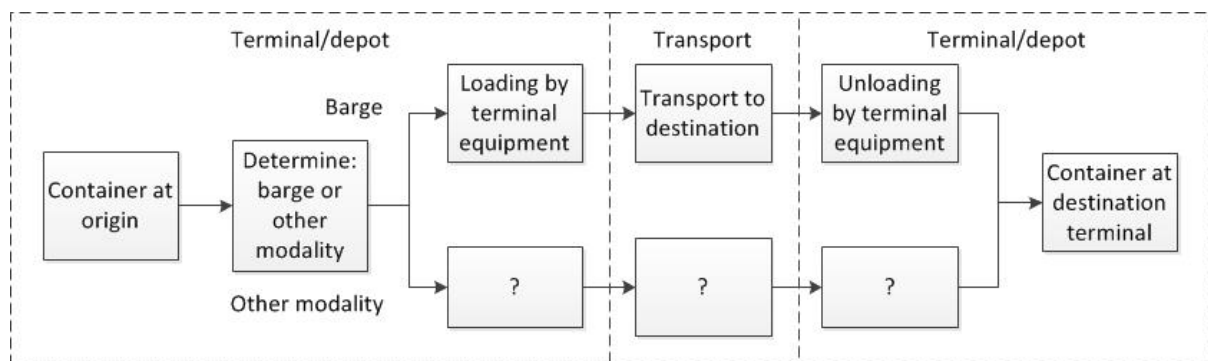 Terminal/depot
Transport
Terminal/depot
Barge
Loading by
terminal
equipment
Transport to
destination
Unloading
by terminal
equipment
Container at
origin
Determine:
barge or
other
modality
Container at
destination
terminal
Other modality
?
?
?